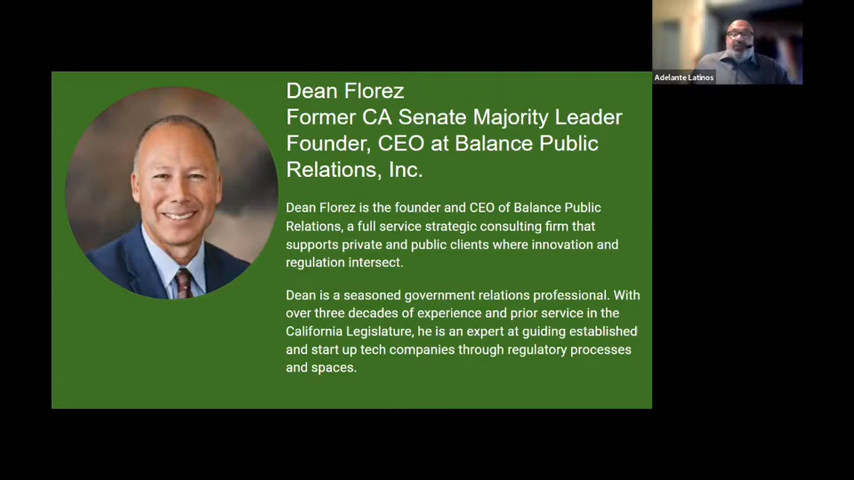 Adelante Latinos
Dean Florez
Former CA Senate Majority Leader
Founder, CEO at Balance Public
Relations, Inc.
Dean Florez is the founder and CEO of Balance Public
Relations, a full service strategic consulting firm that
supports private and public clients where innovation and
regulation intersect.
Dean is a seasoned government relations professional. With
over three decades of experience and prior service in the
California Legislature, he is an expert at guiding established
and start up tech companies through regulatory processes
and spaces.